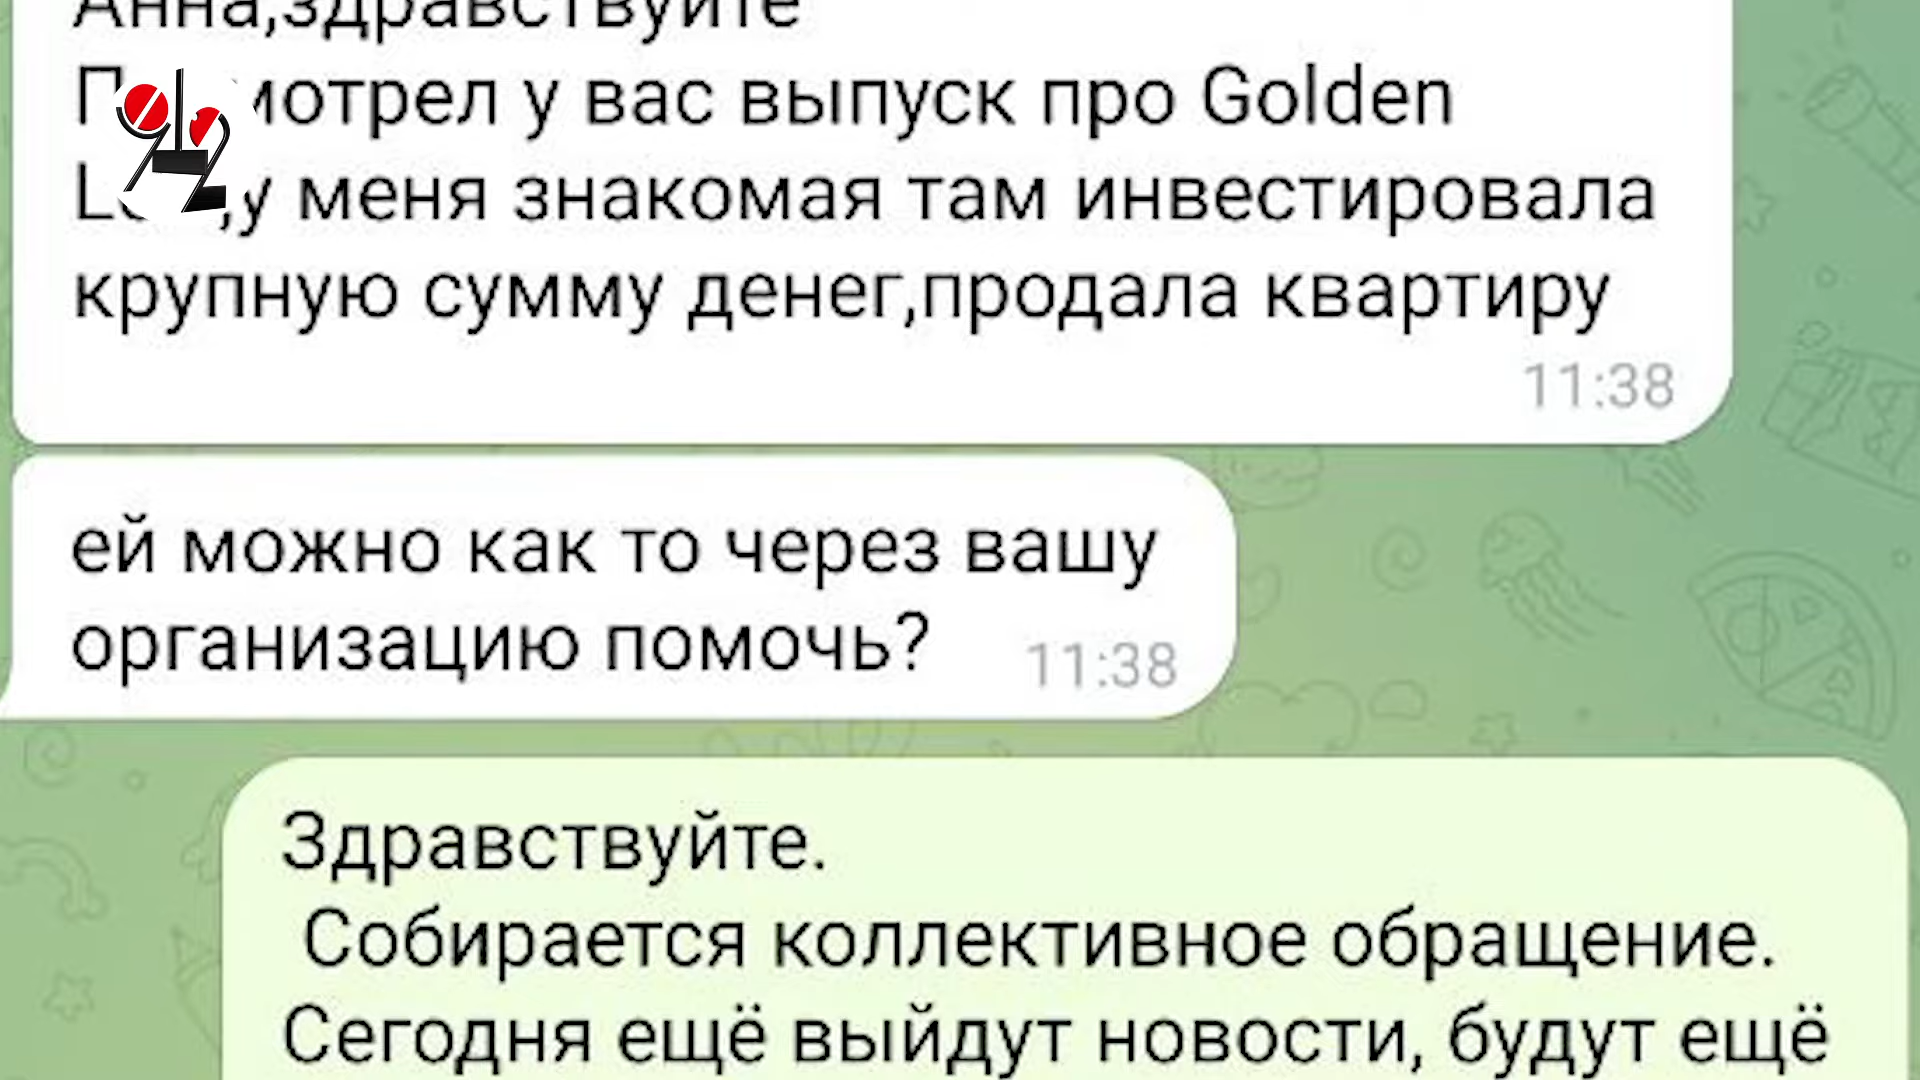 Анна,здравствуйте
у вас выпуск про Golden
,у меня знакомая там инвестировала
крупную сумму денег,продала квартиру
11:38
ей можно как то через вашу
организацию помочь?
11:38
Здравствуйте.
Собирается коллективное обращение.
Сегодня ещё выйдут новости, будут ещё